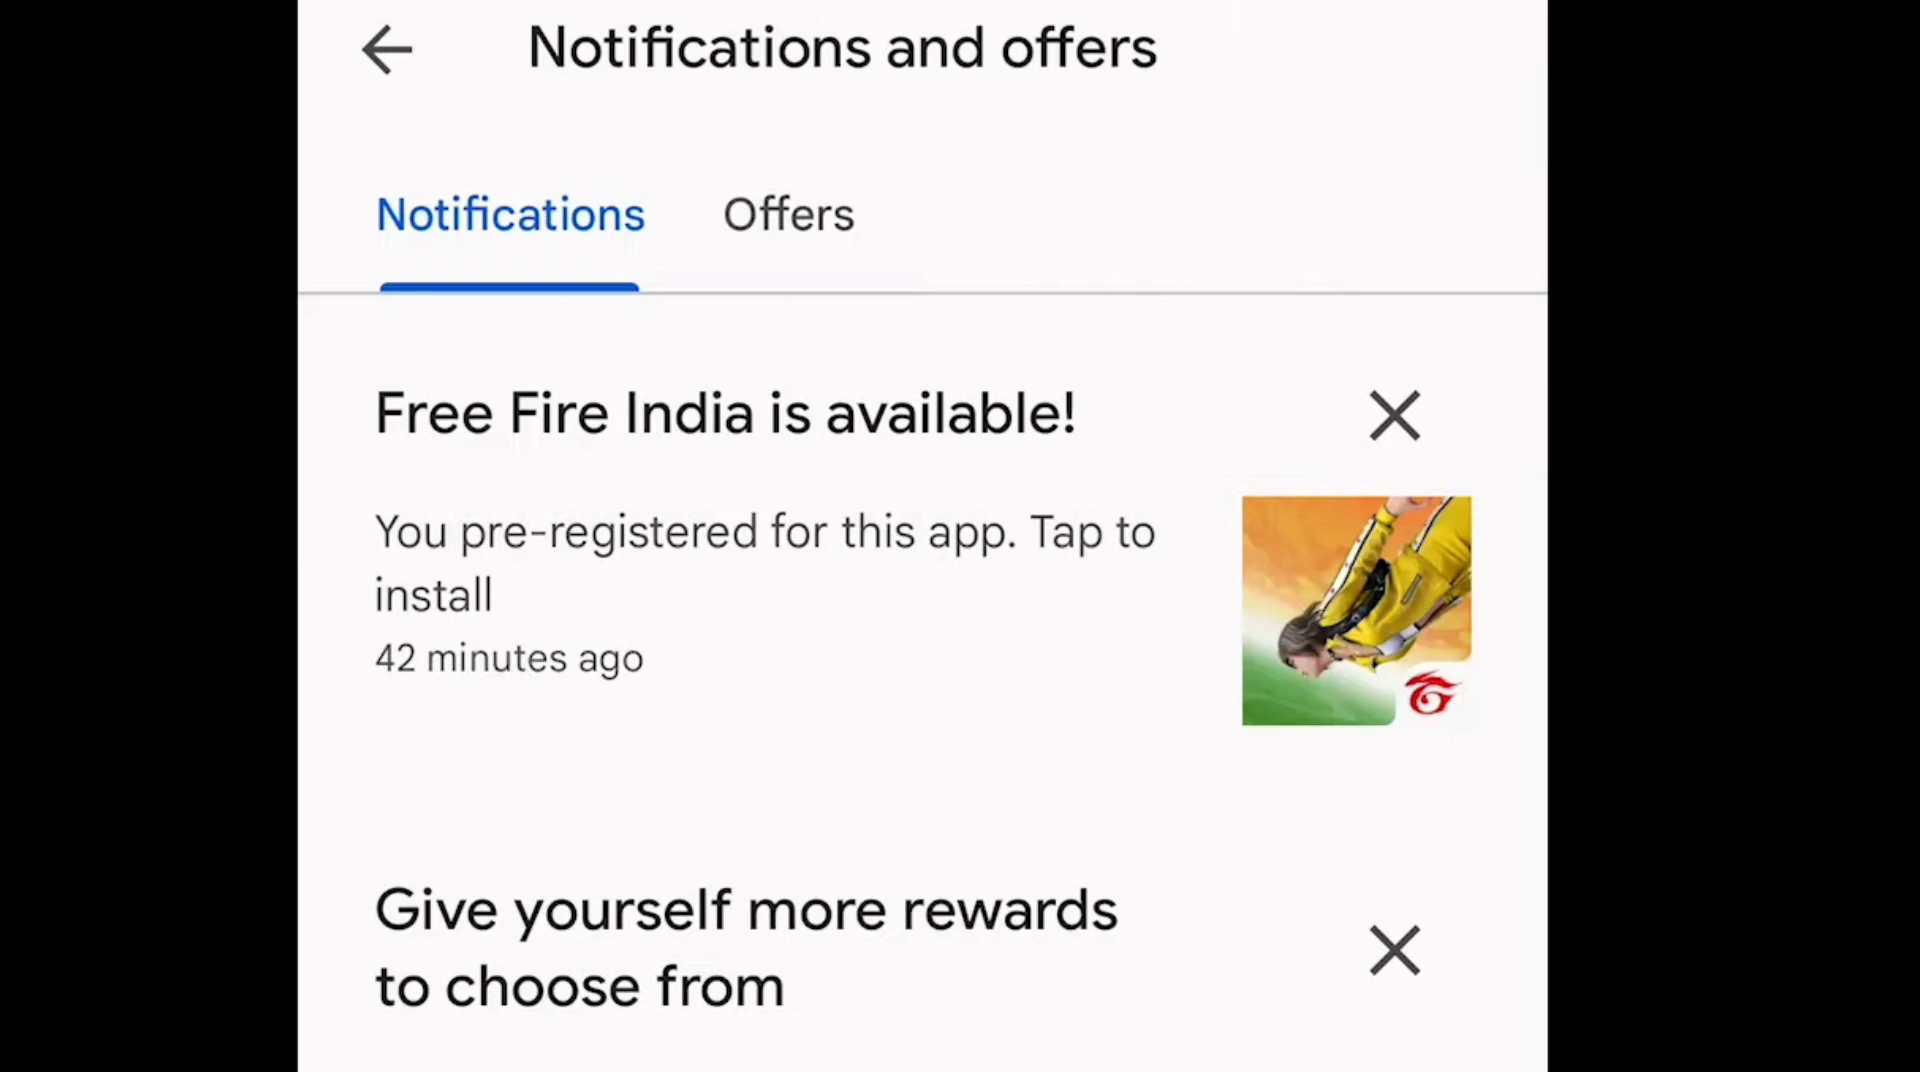 Notifications and offers
Notifications Offers
Free Fire India is available!
You pre-registered for this app. Tap to
install
42 minutes ago
Give yourself more rewards
to choose from